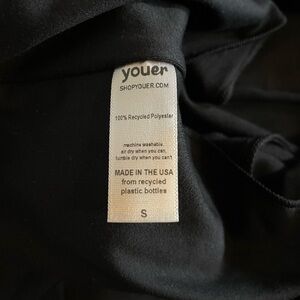 youer
SHOPYOUER.COM
100% Recycled Polyester
machine washable.
air dry when you can,
tumble dry when you can't
MADE IN THE USA
from recycled
plastic bottles
S